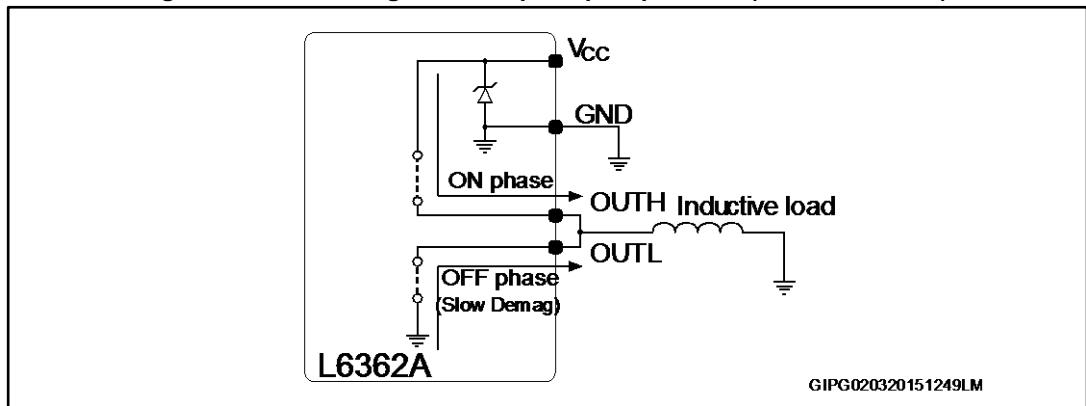 VCC
GND
ON phase
OUTH Inductive load
OUTL
OFF phase
(Slow Demag)
L6362A
GIPG020320151249LM